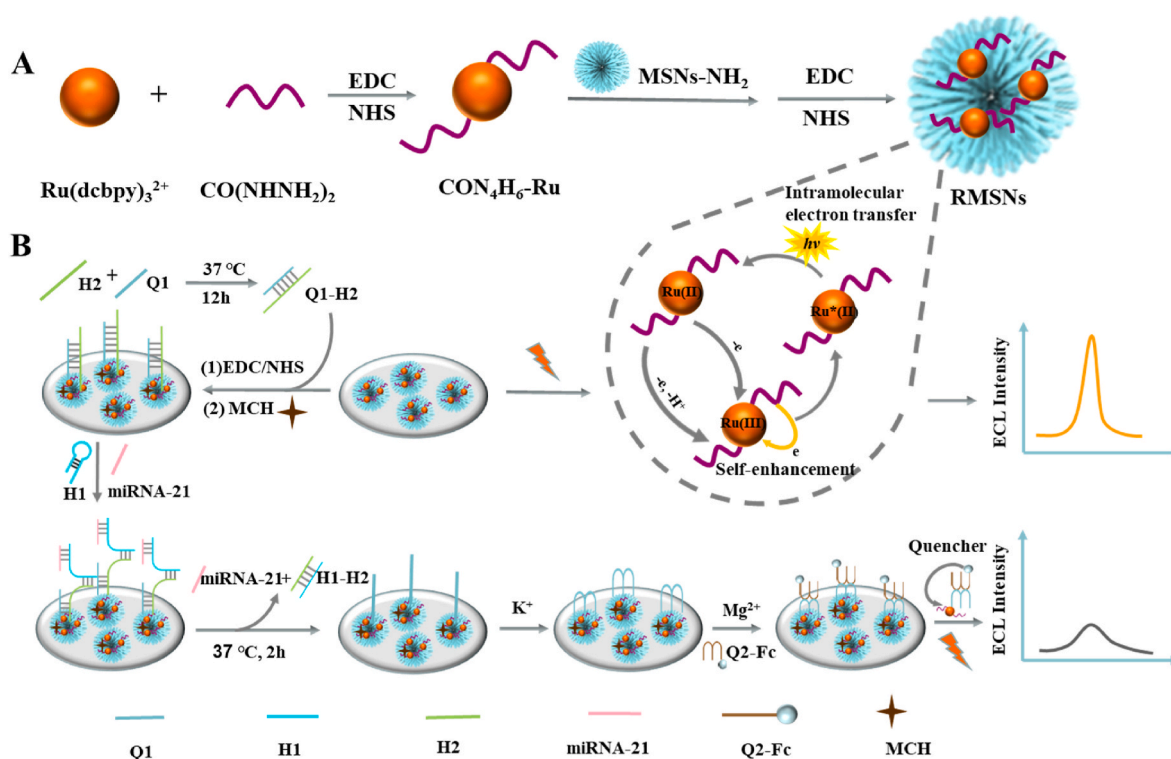 A
Ru(dcbpy)₃²⁺
+
CO(NHNH₂)₂
EDC
NHS
CON₄H₆-Ru
MSNs-NH₂
EDC
NHS
RMSNs
B
H2 + Q1
37 °C
12h
Q1-H2
(1)EDC/NHS
(2) MCH
Intramolecular
electron transfer
hν
Ru(II)
Ru*(II)
-e
-e, -H⁺
Ru(III)
e
Self-enhancement
ECL Intensity
H1
miRNA-21
miRNA-21+
H1-H2
37 °C, 2h
K⁺
Mg²⁺
Q2-Fc
Quencher
ECL Intensity
Q1
H1
H2
miRNA-21
Q2-Fc
MCH